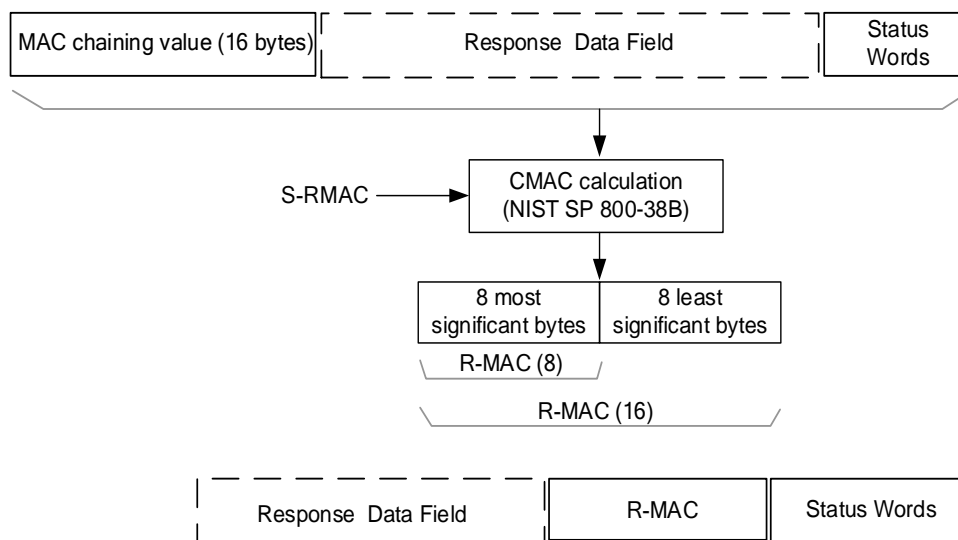 MAC chaining value (16 bytes)
Response Data Field
Status
Words
S-RMAC
CMAC calculation
(NIST SP 800-38B)
8 most
significant bytes
8 least
significant bytes
R-MAC (8)
R-MAC (16)
Response Data Field
R-MAC
Status Words